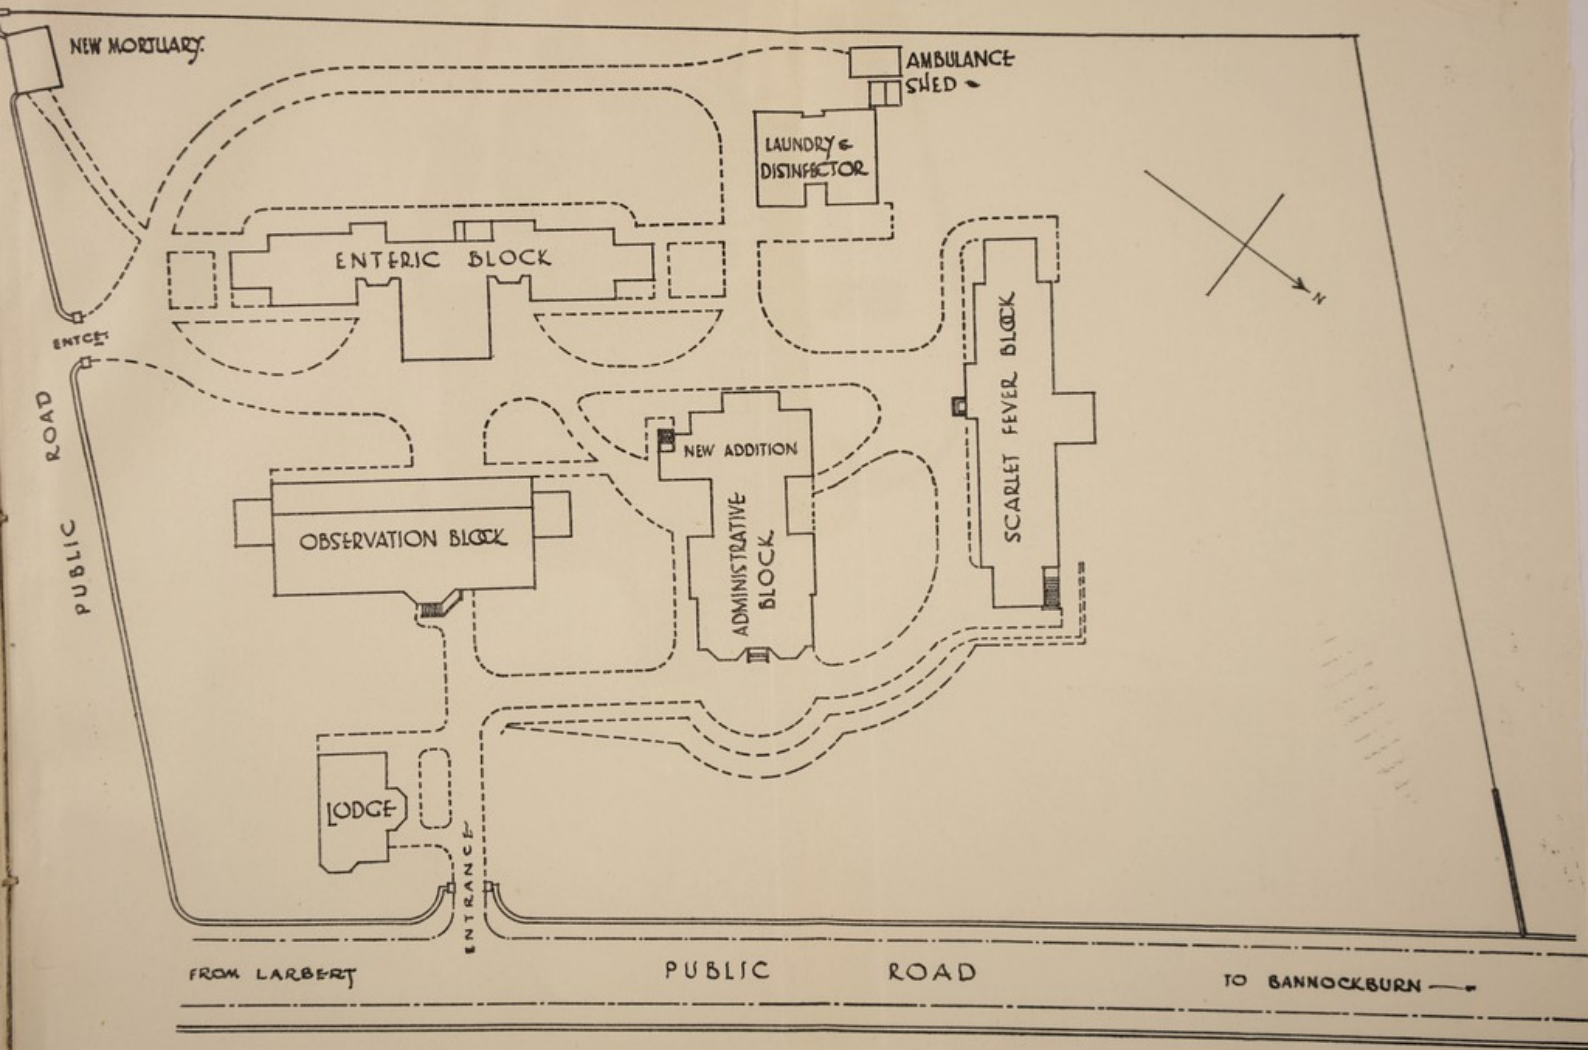 NEW MORTUARY.
AMBULANCE
SHED
LAUNDRY &
DISINFECTOR
ENTERIC BLOCK
N
ENTCE
PUBLIC ROAD
SCARLET FEVER BLOCK
NEW ADDITION
ADMINISTRATIVE
BLOCK
OBSERVATION BLOCK
LODGE
ENTRANCE
FROM LARBERT
PUBLIC ROAD
TO BANNOCKBURN